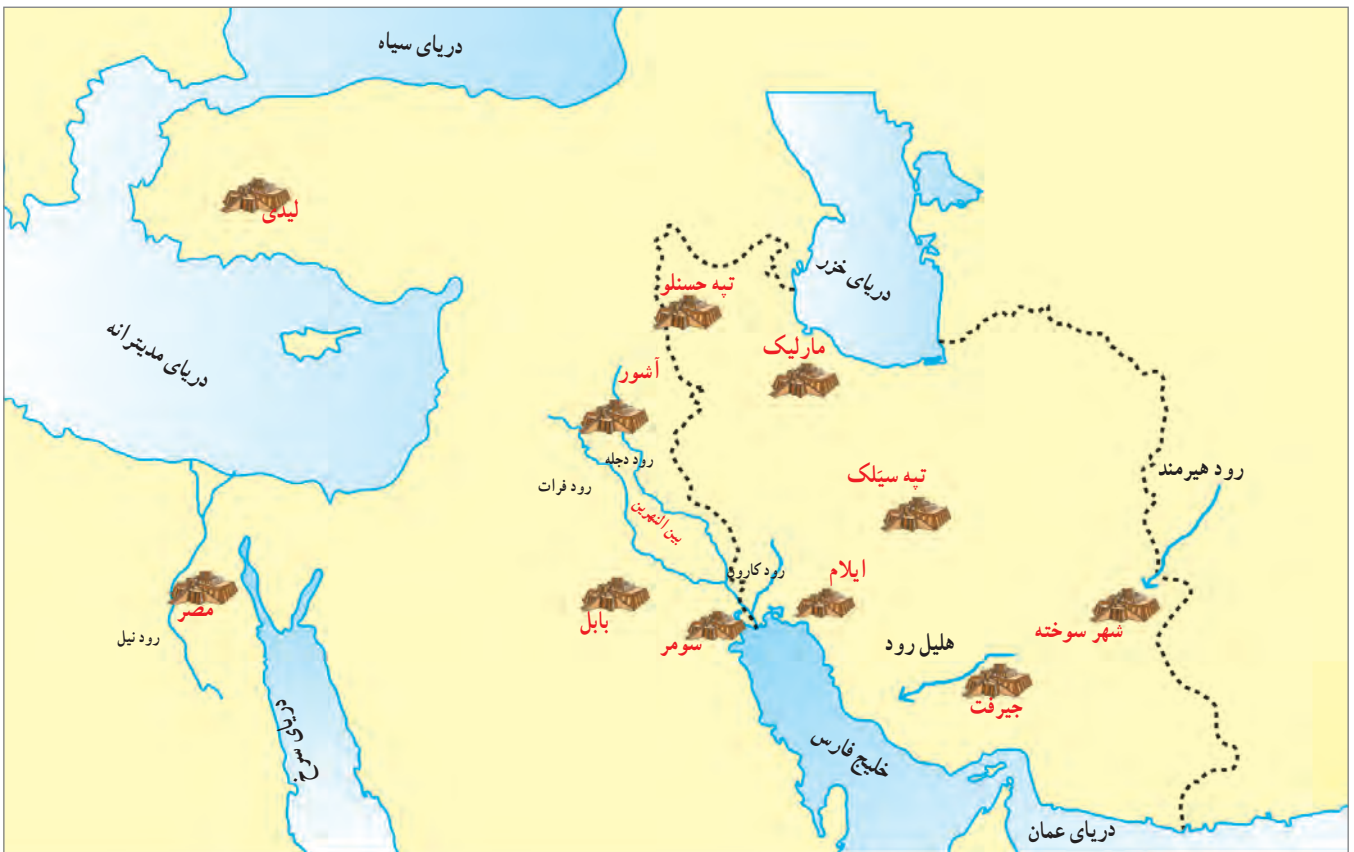 دریای سیاه
لیدی
دریای خزر
تپه حسنلو
دریای مدیترانه
مارلیک
آشور
رود دجله
رود هیرمند
تپه سیَلک
رود فرات
بین النهرین
رود کارون
ایلام
مصر
بابل
سومر
شهر سوخته
رود نیل
هلیل رود
جیرفت
دریای سرخ
خلیج فارس
دریای عمان